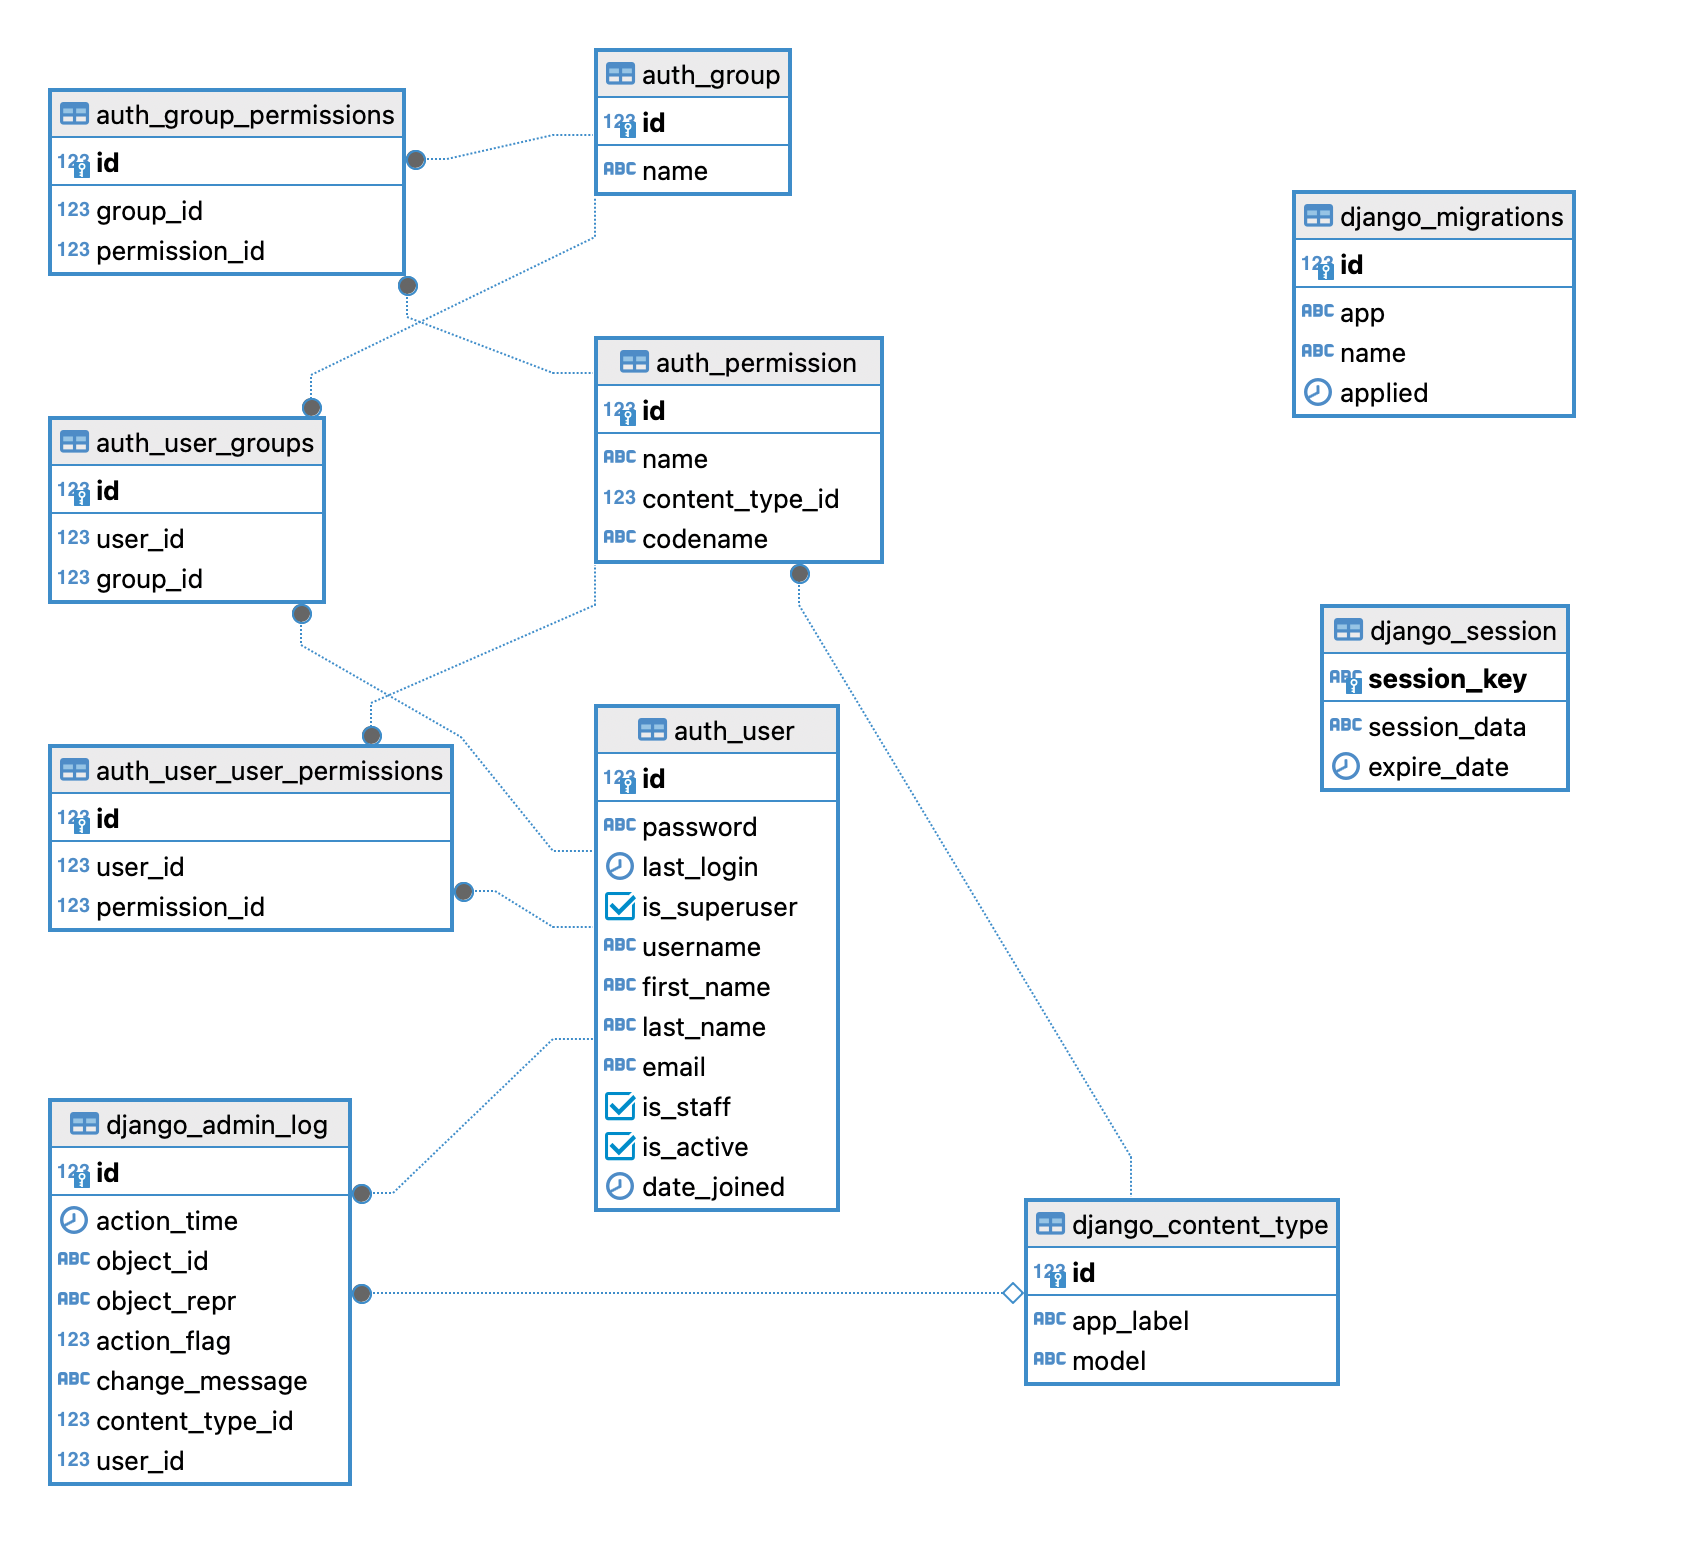 auth_group
123 id
ABC name
auth_group_permissions
123 id
123 group_id
123 permission_id
django_migrations
123 id
ABC app
ABC name
applied
auth_permission
123 id
ABC name
123 content_type_id
ABC codename
auth_user_groups
123 id
123 user_id
123 group_id
django_session
ABC session_key
ABC session_data
expire_date
auth_user
123 id
ABC password
last_login
is_superuser
ABC username
ABC first_name
ABC last_name
ABC email
is_staff
is_active
date_joined
auth_user_user_permissions
123 id
123 user_id
123 permission_id
django_admin_log
123 id
action_time
ABC object_id
ABC object_repr
123 action_flag
ABC change_message
123 content_type_id
123 user_id
django_content_type
123 id
ABC app_label
ABC model